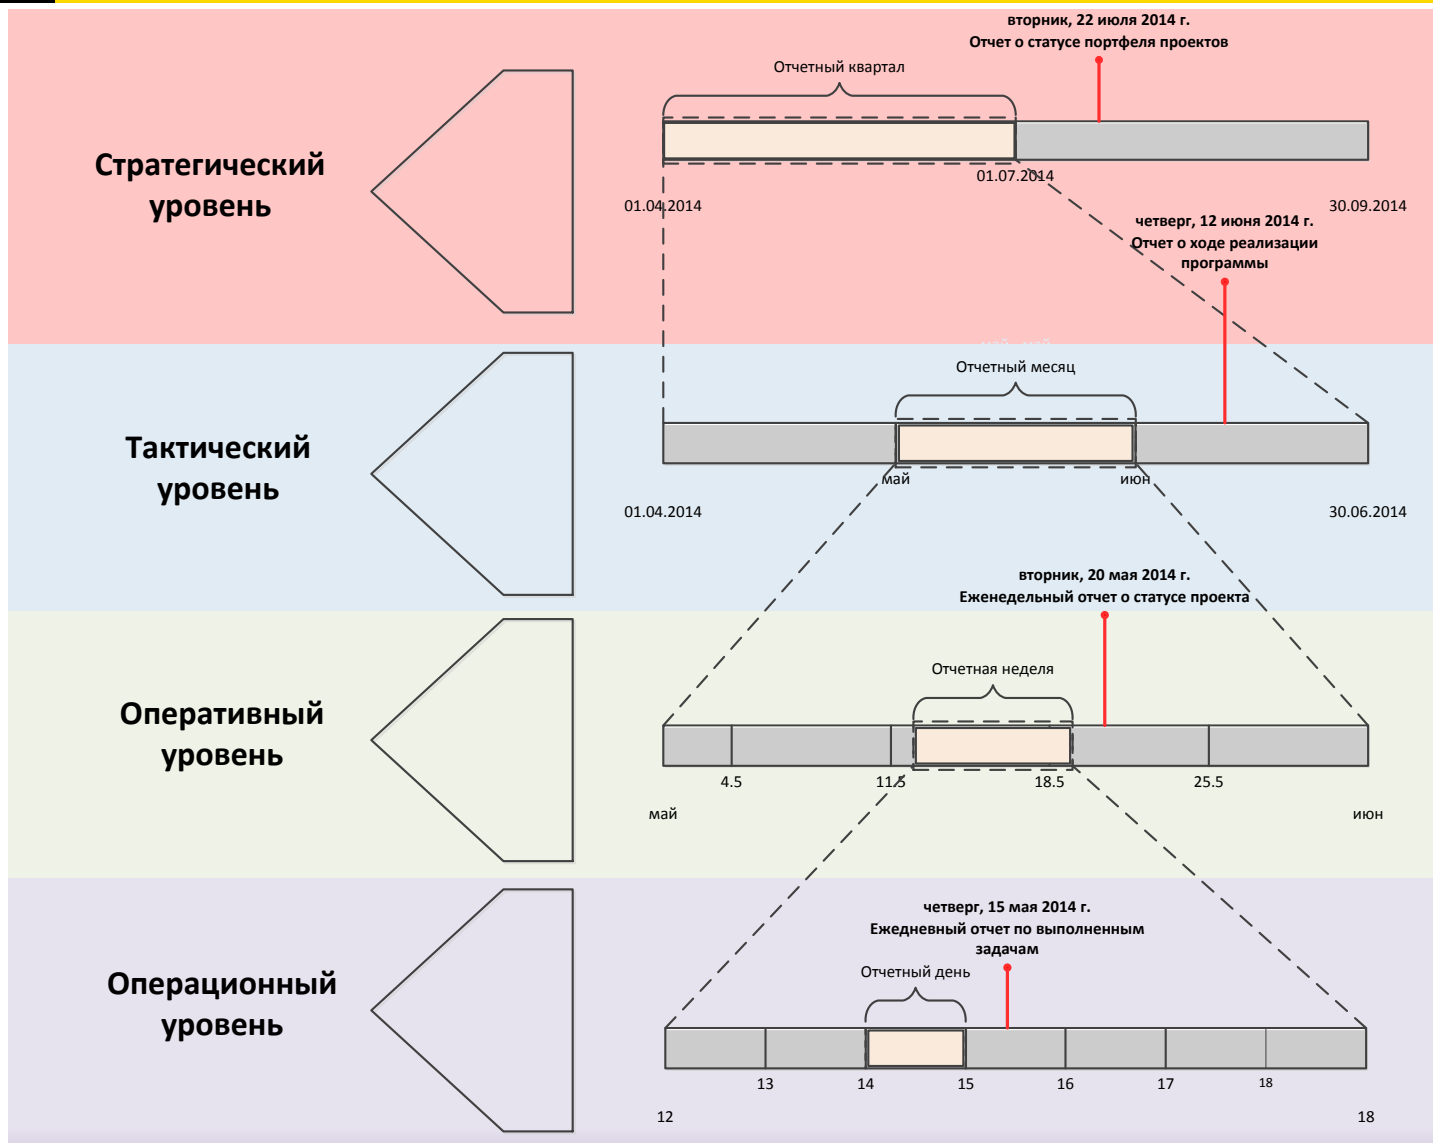 вторник, 22 июля 2014 г.
Отчет о статусе портфеля проектов
Отчетный квартал
Стратегический
уровень
01.07.2014
01.04.2014
30.09.2014
четверг, 12 июня 2014 г.
Отчет о ходе реализации
программы
Отчетный месяц
Тактический
уровень
май
июн
01.04.2014
30.06.2014
вторник, 20 мая 2014 г.
Еженедельный отчет о статусе проекта
Отчетная неделя
Оперативный
уровень
4.5
11.5
18.5
25.5
май
июн
четверг, 15 мая 2014 г.
Ежедневный отчет по выполненным
задачам
Отчетный день
Операционный
уровень
13
14
15
16
17
18
12
18